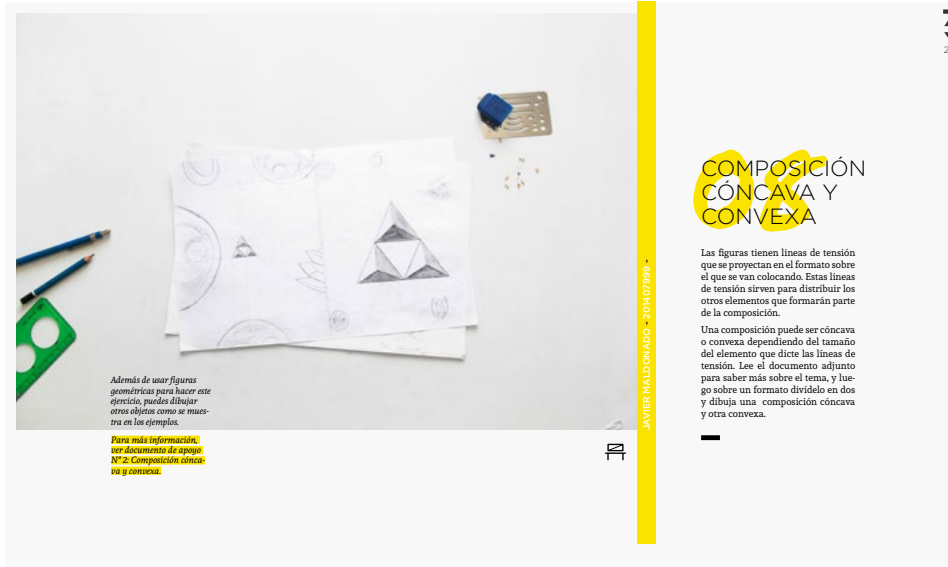 Además de usar figuras
geométricas para hacer este
ejercicio, puedes dibujar
otros objetos como se mues-
tra en los ejemplos.
Para más información,
ver documento de apoyo
N° 2: Composición cónca-
va y convexa.
JAVIER MALDONADO - 201407999 -
08
COMPOSICIÓN
CÓNCAVA Y
CONVEXA
Las figuras tienen lineas de tensión
que se proyectan en el formato sobre
el que se van colocando. Estas lineas
de tensión sirven para distribuir los
otros elementos que formarán parte
de la composición.
Una composición puede ser cóncava
o convexa dependiendo del tamaño
del elemento que dicte las líneas de
tensión. Lee el documento adjunto
para saber más sobre el tema, y lue-
go sobre un formato divídelo en dos
y dibuja una composición cóncava
y otra convexa.